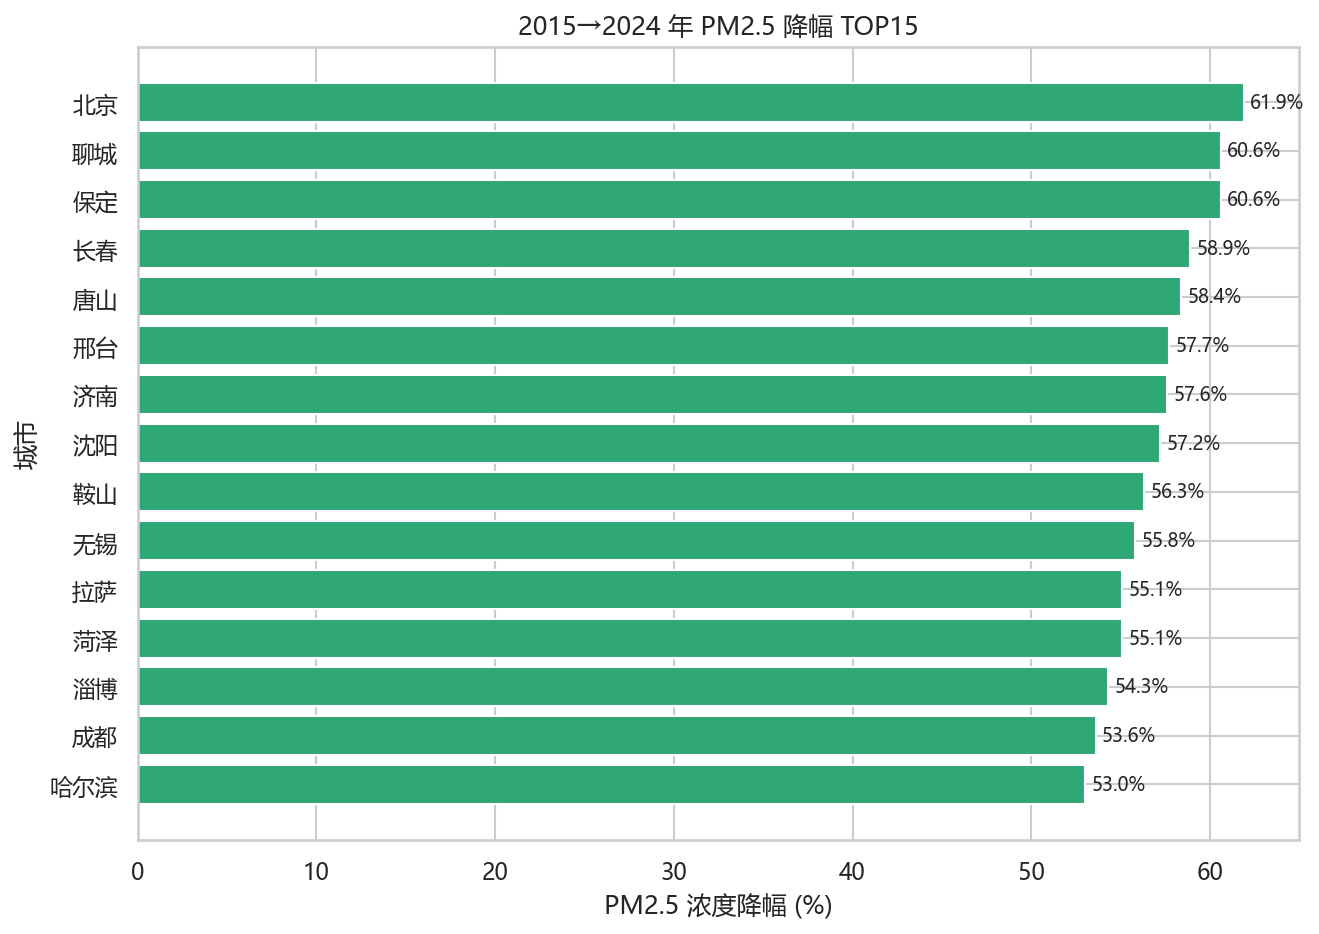 2015→2024 年 PM2.5 降幅 TOP15
北京 61.9%
聊城 60.6%
保定 60.6%
长春 58.9%
唐山 58.4%
邢台 57.7%
济南 57.6%
沈阳 57.2%
鞍山 56.3%
无锡 55.8%
拉萨 55.1%
菏泽 55.1%
淄博 54.3%
成都 53.6%
哈尔滨 53.0%
城市
0 10 20 30 40 50 60
PM2.5 浓度降幅 (%)